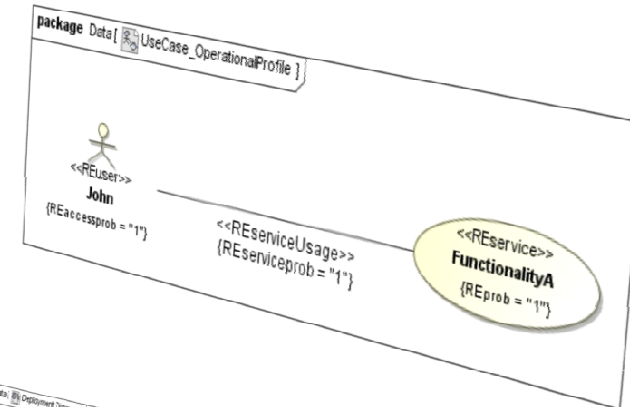 package Data[ UseCase_OperationalProfile ]
<<REuser>>
John
{REaccessprob = "1"}
<<REserviceUsage>>
{REserviceprob = "1"}
<<REservice>>
FunctionalityA
{REprob = "1"}